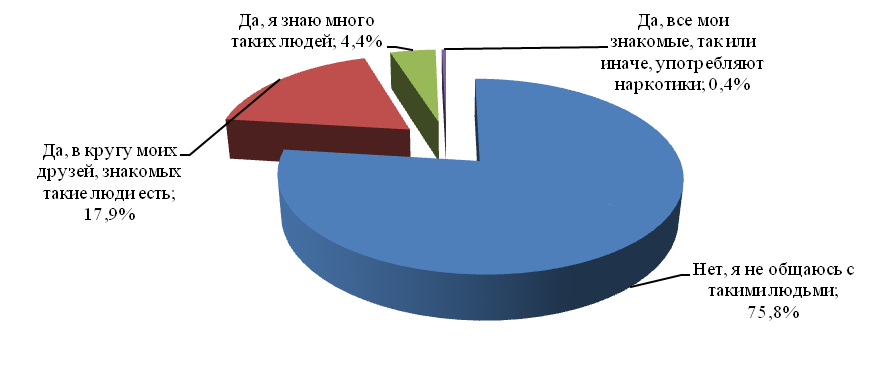 Да, я знаю много
таких людей; 4,4%
Да, все мои
знакомые, так или
иначе, употребляют
наркотики; 0,4%
Да, в кругу моих
друзей, знакомых
такие люди есть;
17,9%
Нет, я не общаюсь с
такими людьми;
75,8%